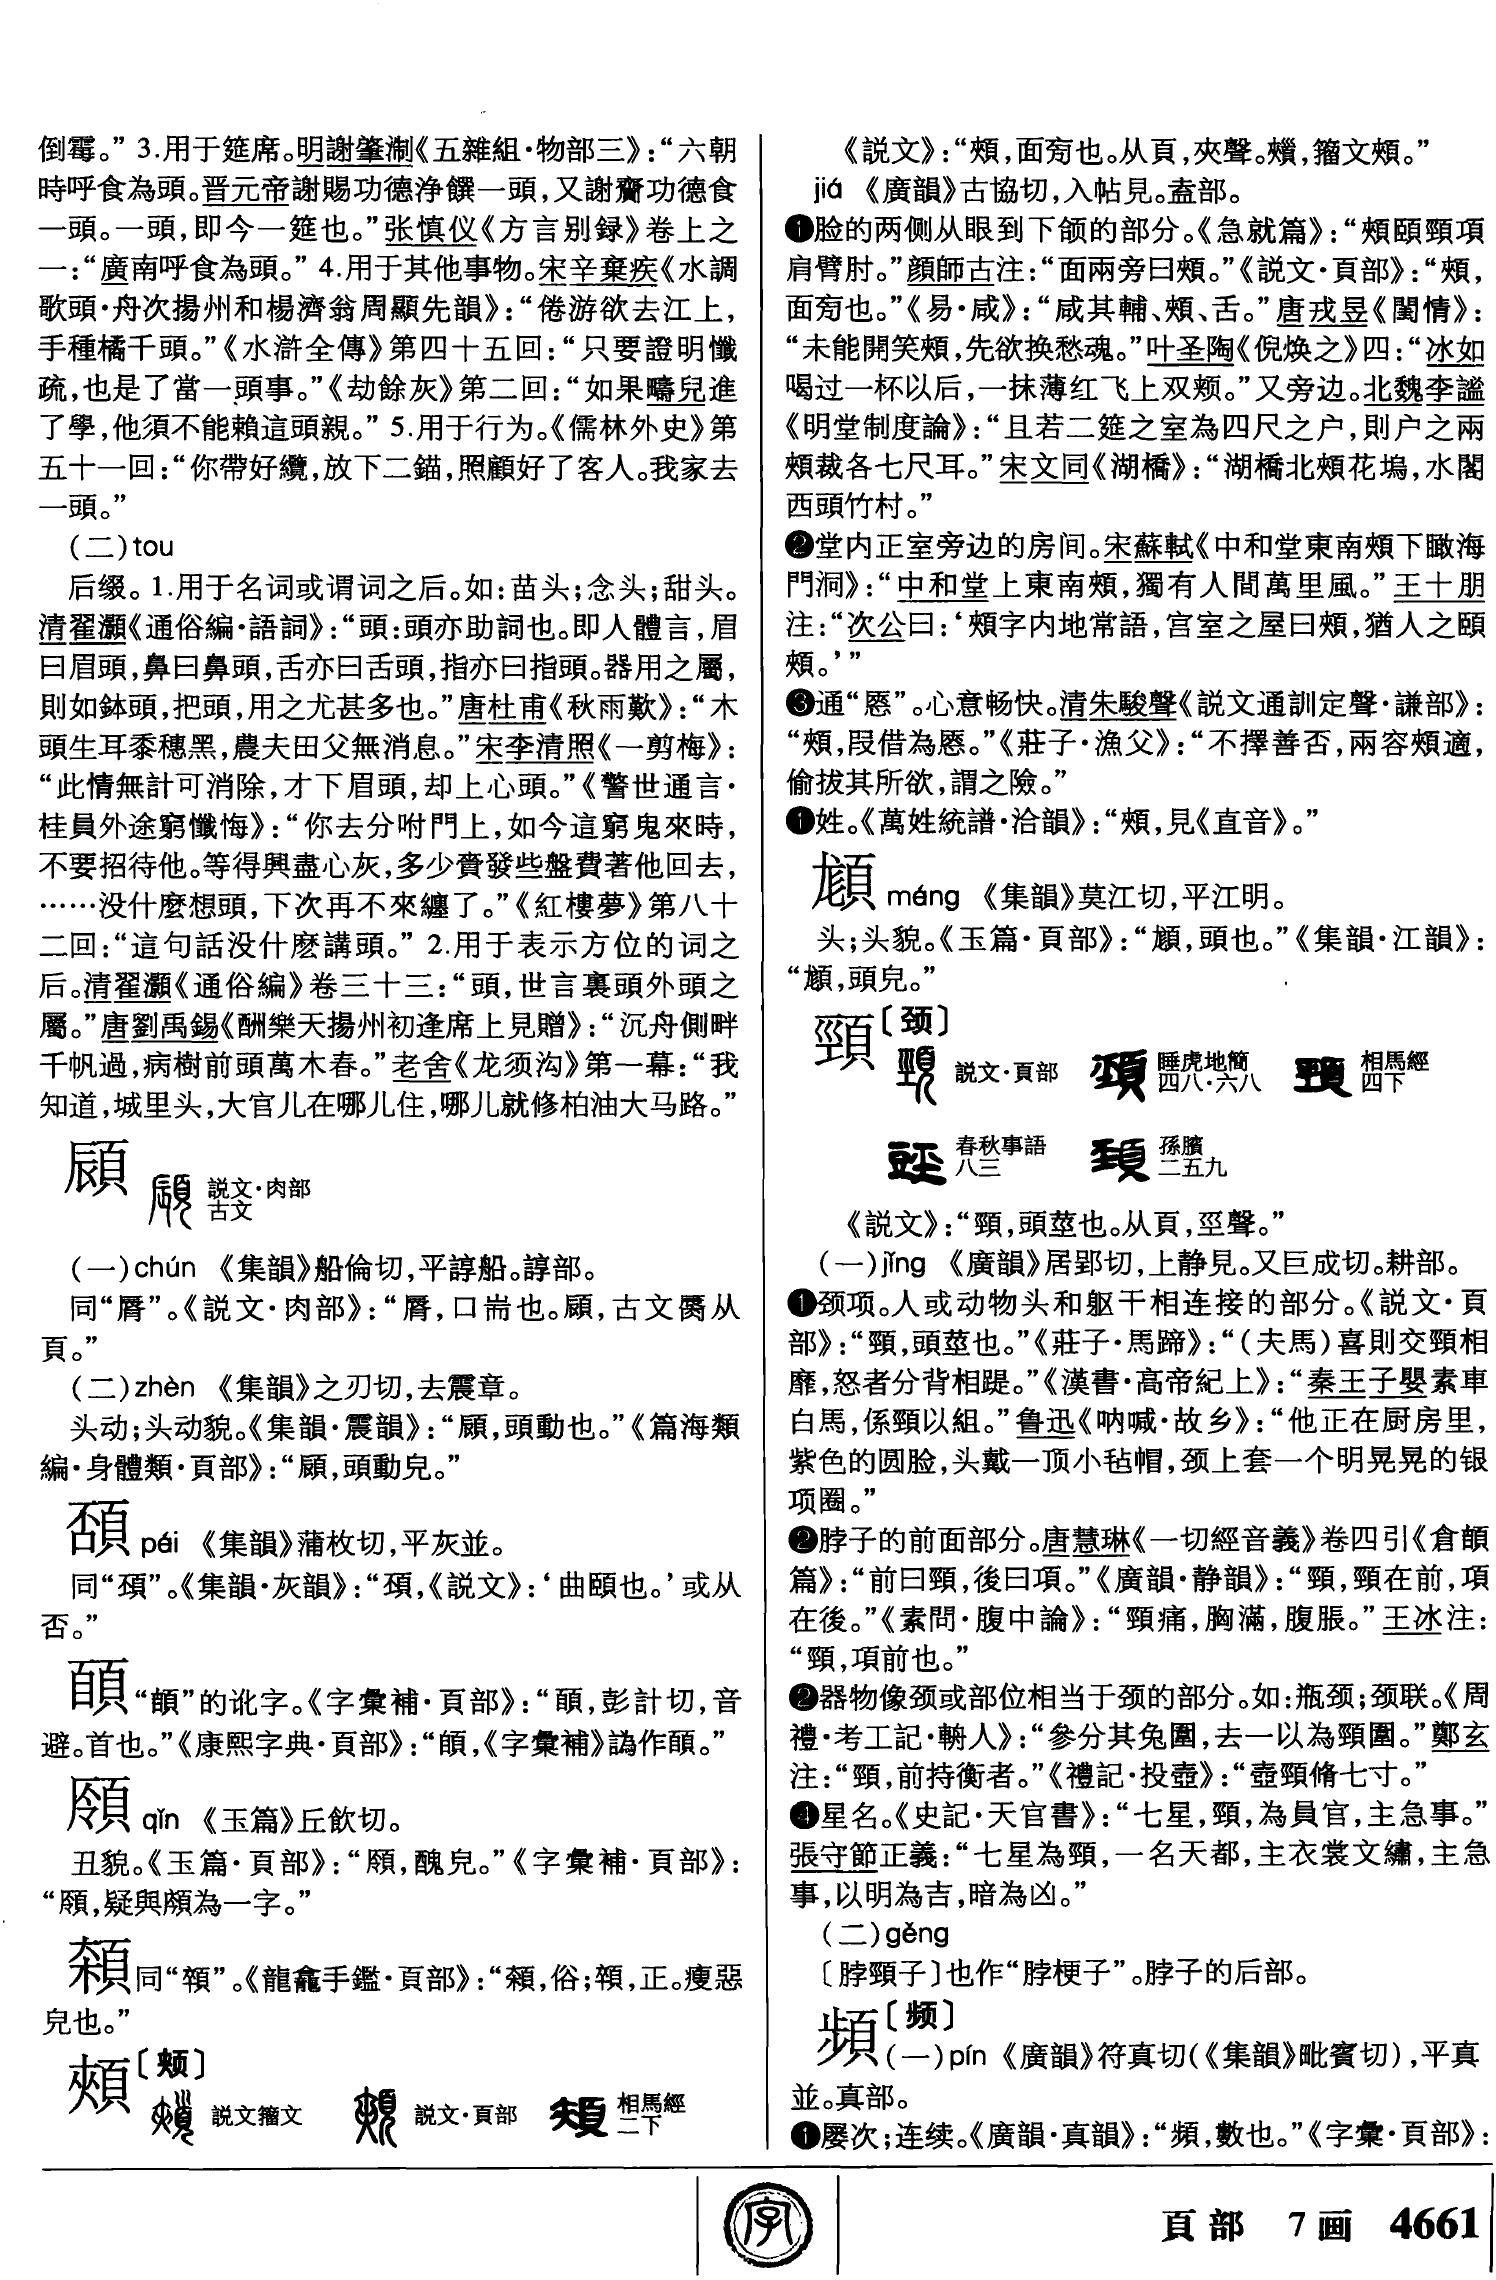 倒霉。” 3.用于筵席。明謝肇淛《五雜組·物部三》：“六朝
時呼食為頭。晋元帝謝賜功德浄饌一頭，又謝齎功德食
一頭。一頭，即今一筵也。”张慎仪《方言别録》卷上之
一：“廣南呼食為頭。” 4.用于其他事物。宋辛棄疾《水調
歌頭·舟次揚州和楊濟翁周顯先韻》：“倦游欲去江上，
手種橘千頭。”《水滸全傳》第四十五回：“只要證明懺
疏，也是了當一頭事。”《劫餘灰》第二回：“如果疇兒進
了學，他須不能賴這頭親。” 5.用于行为。《儒林外史》第
五十一回：“你帶好纜，放下二錨，照顧好了客人。我家去
一頭。”
（二）tou
后缀。1.用于名词或谓词之后。如：苗头；念头；甜头。
清翟灝《通俗編·語詞》：“頭：頭亦助詞也。即人體言，眉
曰眉頭，鼻曰鼻頭，舌亦曰舌頭，指亦曰指頭。器用之屬，
則如鉢頭，把頭，用之尤甚多也。”唐杜甫《秋雨歎》：“木
頭生耳黍穗黑，農夫田父無消息。”宋李清照《一剪梅》：
“此情無計可消除，才下眉頭，却上心頭。”《警世通言·
桂員外途窮懺悔》：“你去分咐門上，如今這窮鬼來時，
不要招待他。等得興盡心灰，多少賫發些盤費著他回去，
……没什麽想頭，下次再不來纏了。”《紅樓夢》第八十
二回：“這句話没什麽講頭。” 2.用于表示方位的词之
后。清翟灝《通俗編》卷三十三：“頭，世言裏頭外頭之
屬。”唐劉禹錫《酬樂天揚州初逢席上見贈》：“沉舟側畔
千帆過，病樹前頭萬木春。”老舍《龙须沟》第一幕：“我
知道，城里头，大官儿在哪儿住，哪儿就修柏油大马路。”
顅 説文·肉部
古文
（一）chún 《集韻》船倫切，平諄船。諄部。
同“脣”。《説文·肉部》：“脣，口耑也。顅，古文脣从
頁。”
（二）zhèn 《集韻》之刃切，去震章。
头动；头动貌。《集韻·震韻》：“顅，頭動也。”《篇海類
編·身體類·頁部》：“顅，頭動皃。”
pái 《集韻》蒲枚切，平灰並。
同“頚”。《集韻·灰韻》：“頚，《説文》：‘曲頤也。’或从
否。”
“䫌”的讹字。《字彙補·頁部》：“，彭計切，音
避。首也。”《康熙字典·頁部》：“䫌，《字彙補》譌作。”
qǐn 《玉篇》丘飲切。
丑貌。《玉篇·頁部》：“，醜皃。”《字彙補·頁部》：
“，疑與頗為一字。”
同“”。《龍龕手鑑·頁部》：“，俗；，正。瘦惡
皃也。”
頰〔颊〕
説文籀文 説文·頁部 相馬經
二下
《説文》：“頰，面旁也。从頁，夾聲。，籀文頰。”
jiá 《廣韻》古協切，入帖見。盍部。
❶脸的两侧从眼到下颌的部分。《急就篇》：“頰頤頸項
肩臂肘。”顔師古注：“面兩旁曰頰。”《説文·頁部》：“頰，
面旁也。”《易·咸》：“咸其輔、頰、舌。”唐戎昱《閨情》：
“未能開笑頰，先欲换愁魂。”叶圣陶《倪焕之》四：“冰如
喝过一杯以后，一抹薄红飞上双颊。”又旁边。北魏李謐
《明堂制度論》：“且若二筵之室為四尺之户，則户之兩
頰裁各七尺耳。”宋文同《湖橋》：“湖橋北頰花塢，水閣
西頭竹村。”
❷堂内正室旁边的房间。宋蘇軾《中和堂東南頰下瞰海
門洞》：“中和堂上東南頰，獨有人間萬里風。”王十朋
注：“次公曰：‘頰字内地常語，宫室之屋曰頰，猶人之頤
頰。’”
❸通“㥦”。心意畅快。清朱駿聲《説文通訓定聲·謙部》：
“頰，叚借為㥦。”《莊子·漁父》：“不擇善否，兩容頰適，
偷拔其所欲，謂之險。”
❶姓。《萬姓統譜·洽韻》：“頰，見《直音》。”
máng 《集韻》莫江切，平江明。
头；头貌。《玉篇·頁部》：“，頭也。”《集韻·江韻》：
“，頭皃。”
頸〔颈〕
説文·頁部 睡虎地簡
四八·六八 相馬經
四下
春秋事語
八三 孫臏
二五九
《説文》：“頸，頭莖也。从頁，巠聲。”
（一）jǐng 《廣韻》居郢切，上静見。又巨成切。耕部。
❶颈项。人或动物头和躯干相连接的部分。《説文·頁
部》：“頸，頭莖也。”《莊子·馬蹄》：“（夫馬）喜則交頸相
靡，怒者分背相踶。”《漢書·高帝紀上》：“秦王子嬰素車
白馬，係頸以組。”鲁迅《呐喊·故乡》：“他正在厨房里，
紫色的圆脸，头戴一顶小毡帽，颈上套一个明晃晃的银
项圈。”
❷脖子的前面部分。唐慧琳《一切經音義》卷四引《倉頡
篇》：“前曰頸，後曰項。”《廣韻·静韻》：“頸，頸在前，項
在後。”《素問·腹中論》：“頸痛，胸滿，腹脹。”王冰注：
“頸，項前也。”
❷器物像颈或部位相当于颈的部分。如：瓶颈；颈联。《周
禮·考工記·輈人》：“參分其兔圍，去一以為頸圍。”鄭玄
注：“頸，前持衡者。”《禮記·投壺》：“壺頸脩七寸。”
❹星名。《史記·天官書》：“七星，頸，為員官，主急事。”
張守節正義：“七星為頸，一名天都，主衣裳文繡，主急
事，以明為吉，暗為凶。”
（二）gěng
〔脖頸子〕也作“脖梗子”。脖子的后部。
頻〔频〕
（一）pín 《廣韻》符真切（《集韻》毗賓切），平真
並。真部。
❶屡次；连续。《廣韻·真韻》：“頻，數也。”《字彙·頁部》：
字
頁部 7画 4661